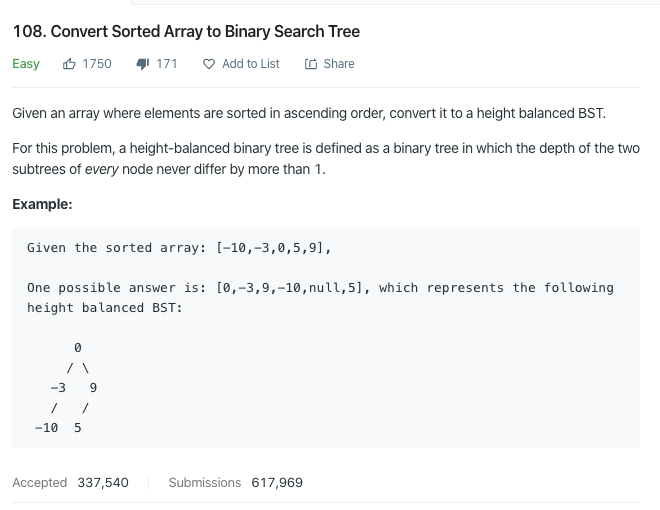 108. Convert Sorted Array to Binary Search Tree
Easy 1750 171 Add to List Share
Given an array where elements are sorted in ascending order, convert it to a height balanced BST.
For this problem, a height-balanced binary tree is defined as a binary tree in which the depth of the two
subtrees of every node never differ by more than 1.
Example:
Given the sorted array: [-10,-3,0,5,9],
One possible answer is: [0,-3,9,-10,null,5], which represents the following
height balanced BST:
0
/ \
-3 9
/ /
-10 5
Accepted 337,540 Submissions 617,969